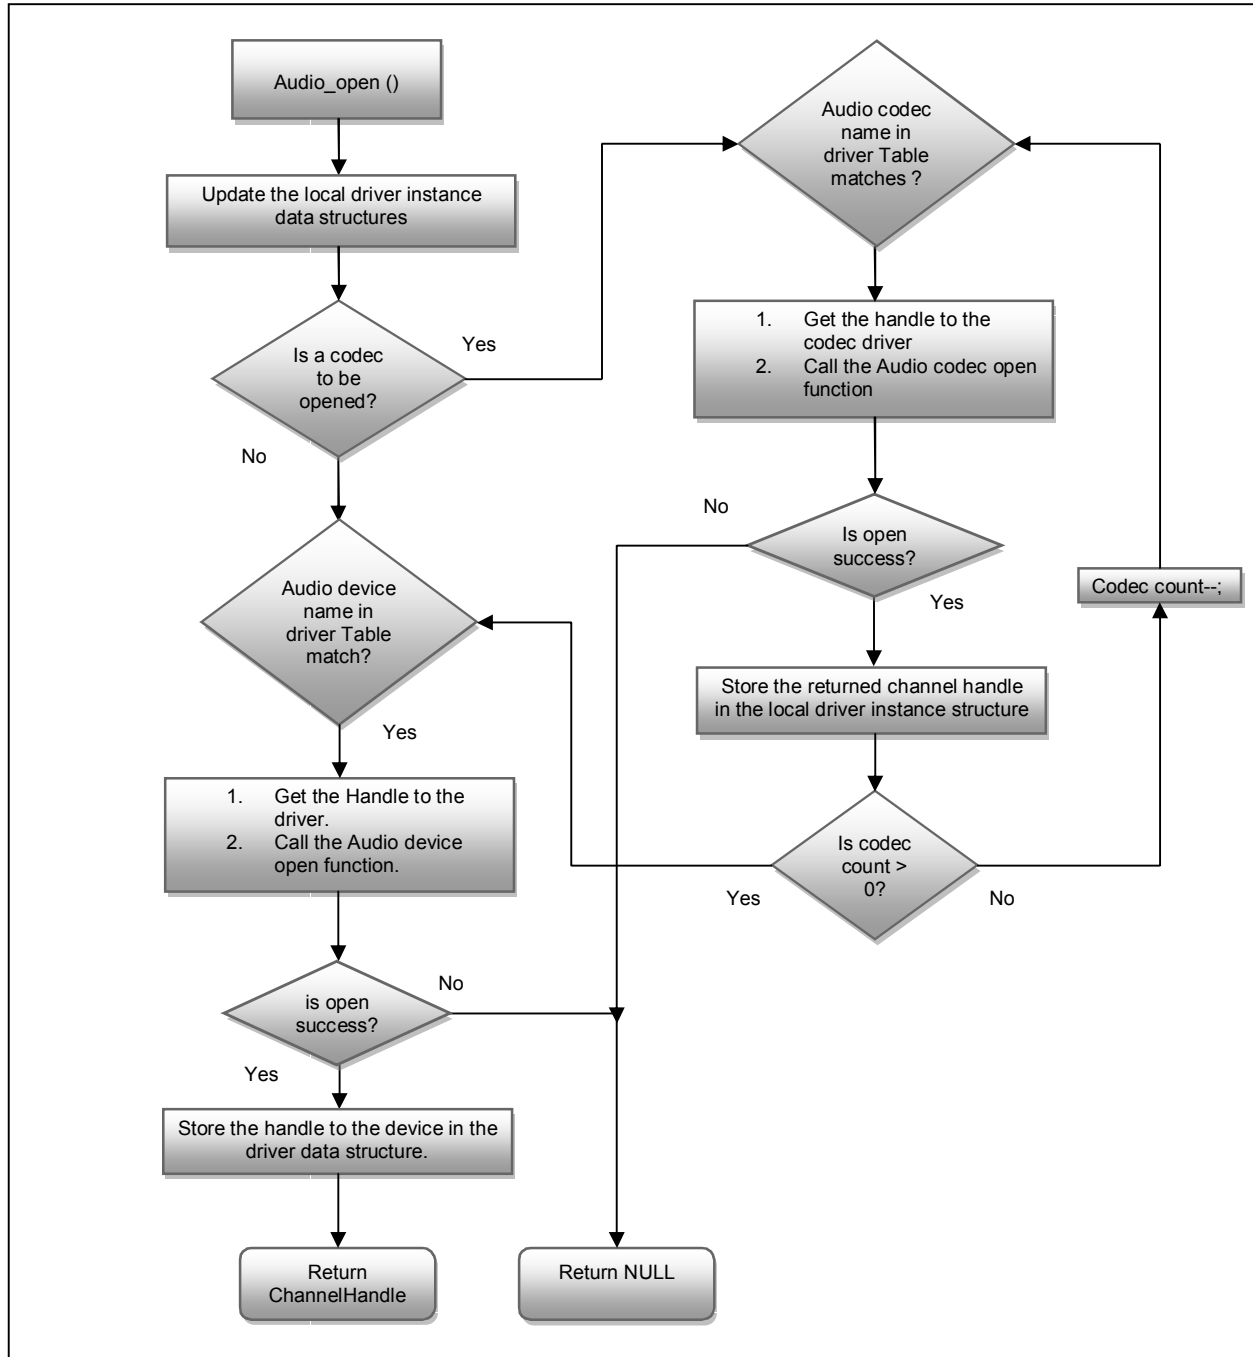 Audio_open ()
Update the local driver instance
data structures
Is a codec
to be
opened?
Yes
No
Audio device
name in
driver Table
match?
Yes
1. Get the Handle to the
driver.
2. Call the Audio device
open function.
is open
success?
No
Yes
Store the handle to the device in the
driver data structure.
Return
ChannelHandle
Return NULL
Audio codec
name in
driver Table
matches ?
1. Get the handle to the
codec driver
2. Call the Audio codec open
function
No
Is open
success?
Yes
Store the returned channel handle
in the local driver instance structure
Is codec
count >
0?
Yes
No
Codec count--;